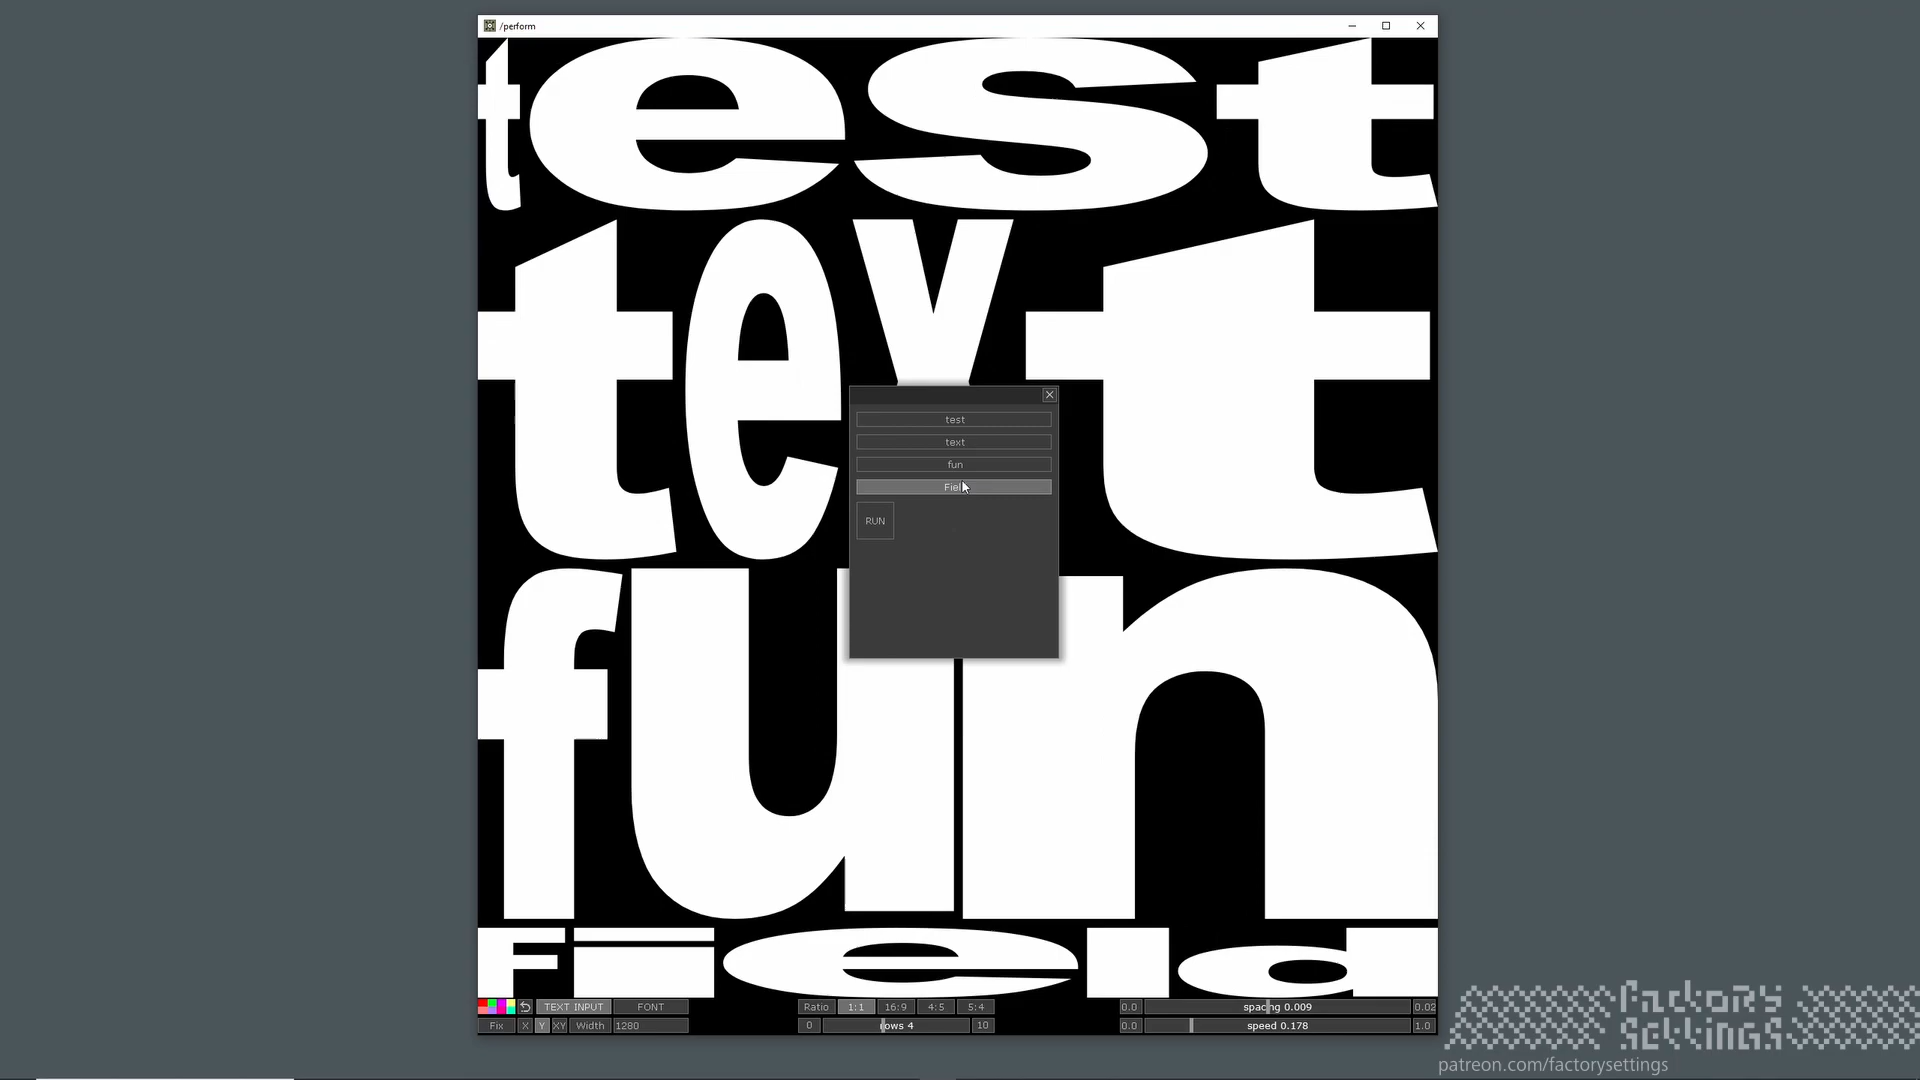 /perform
test
text
fun
Field
test
text
fun
Field
RUN
TEXT INPUT FONT Ratio 1:1 16:9 4:5 5:4 0.0 spacing 0.009 0.02
Fix X Y XY Width 1280 0 rows 4 10 0.0 speed 0.178 1.0
Factory
Settings
patreon.com/factorysettings